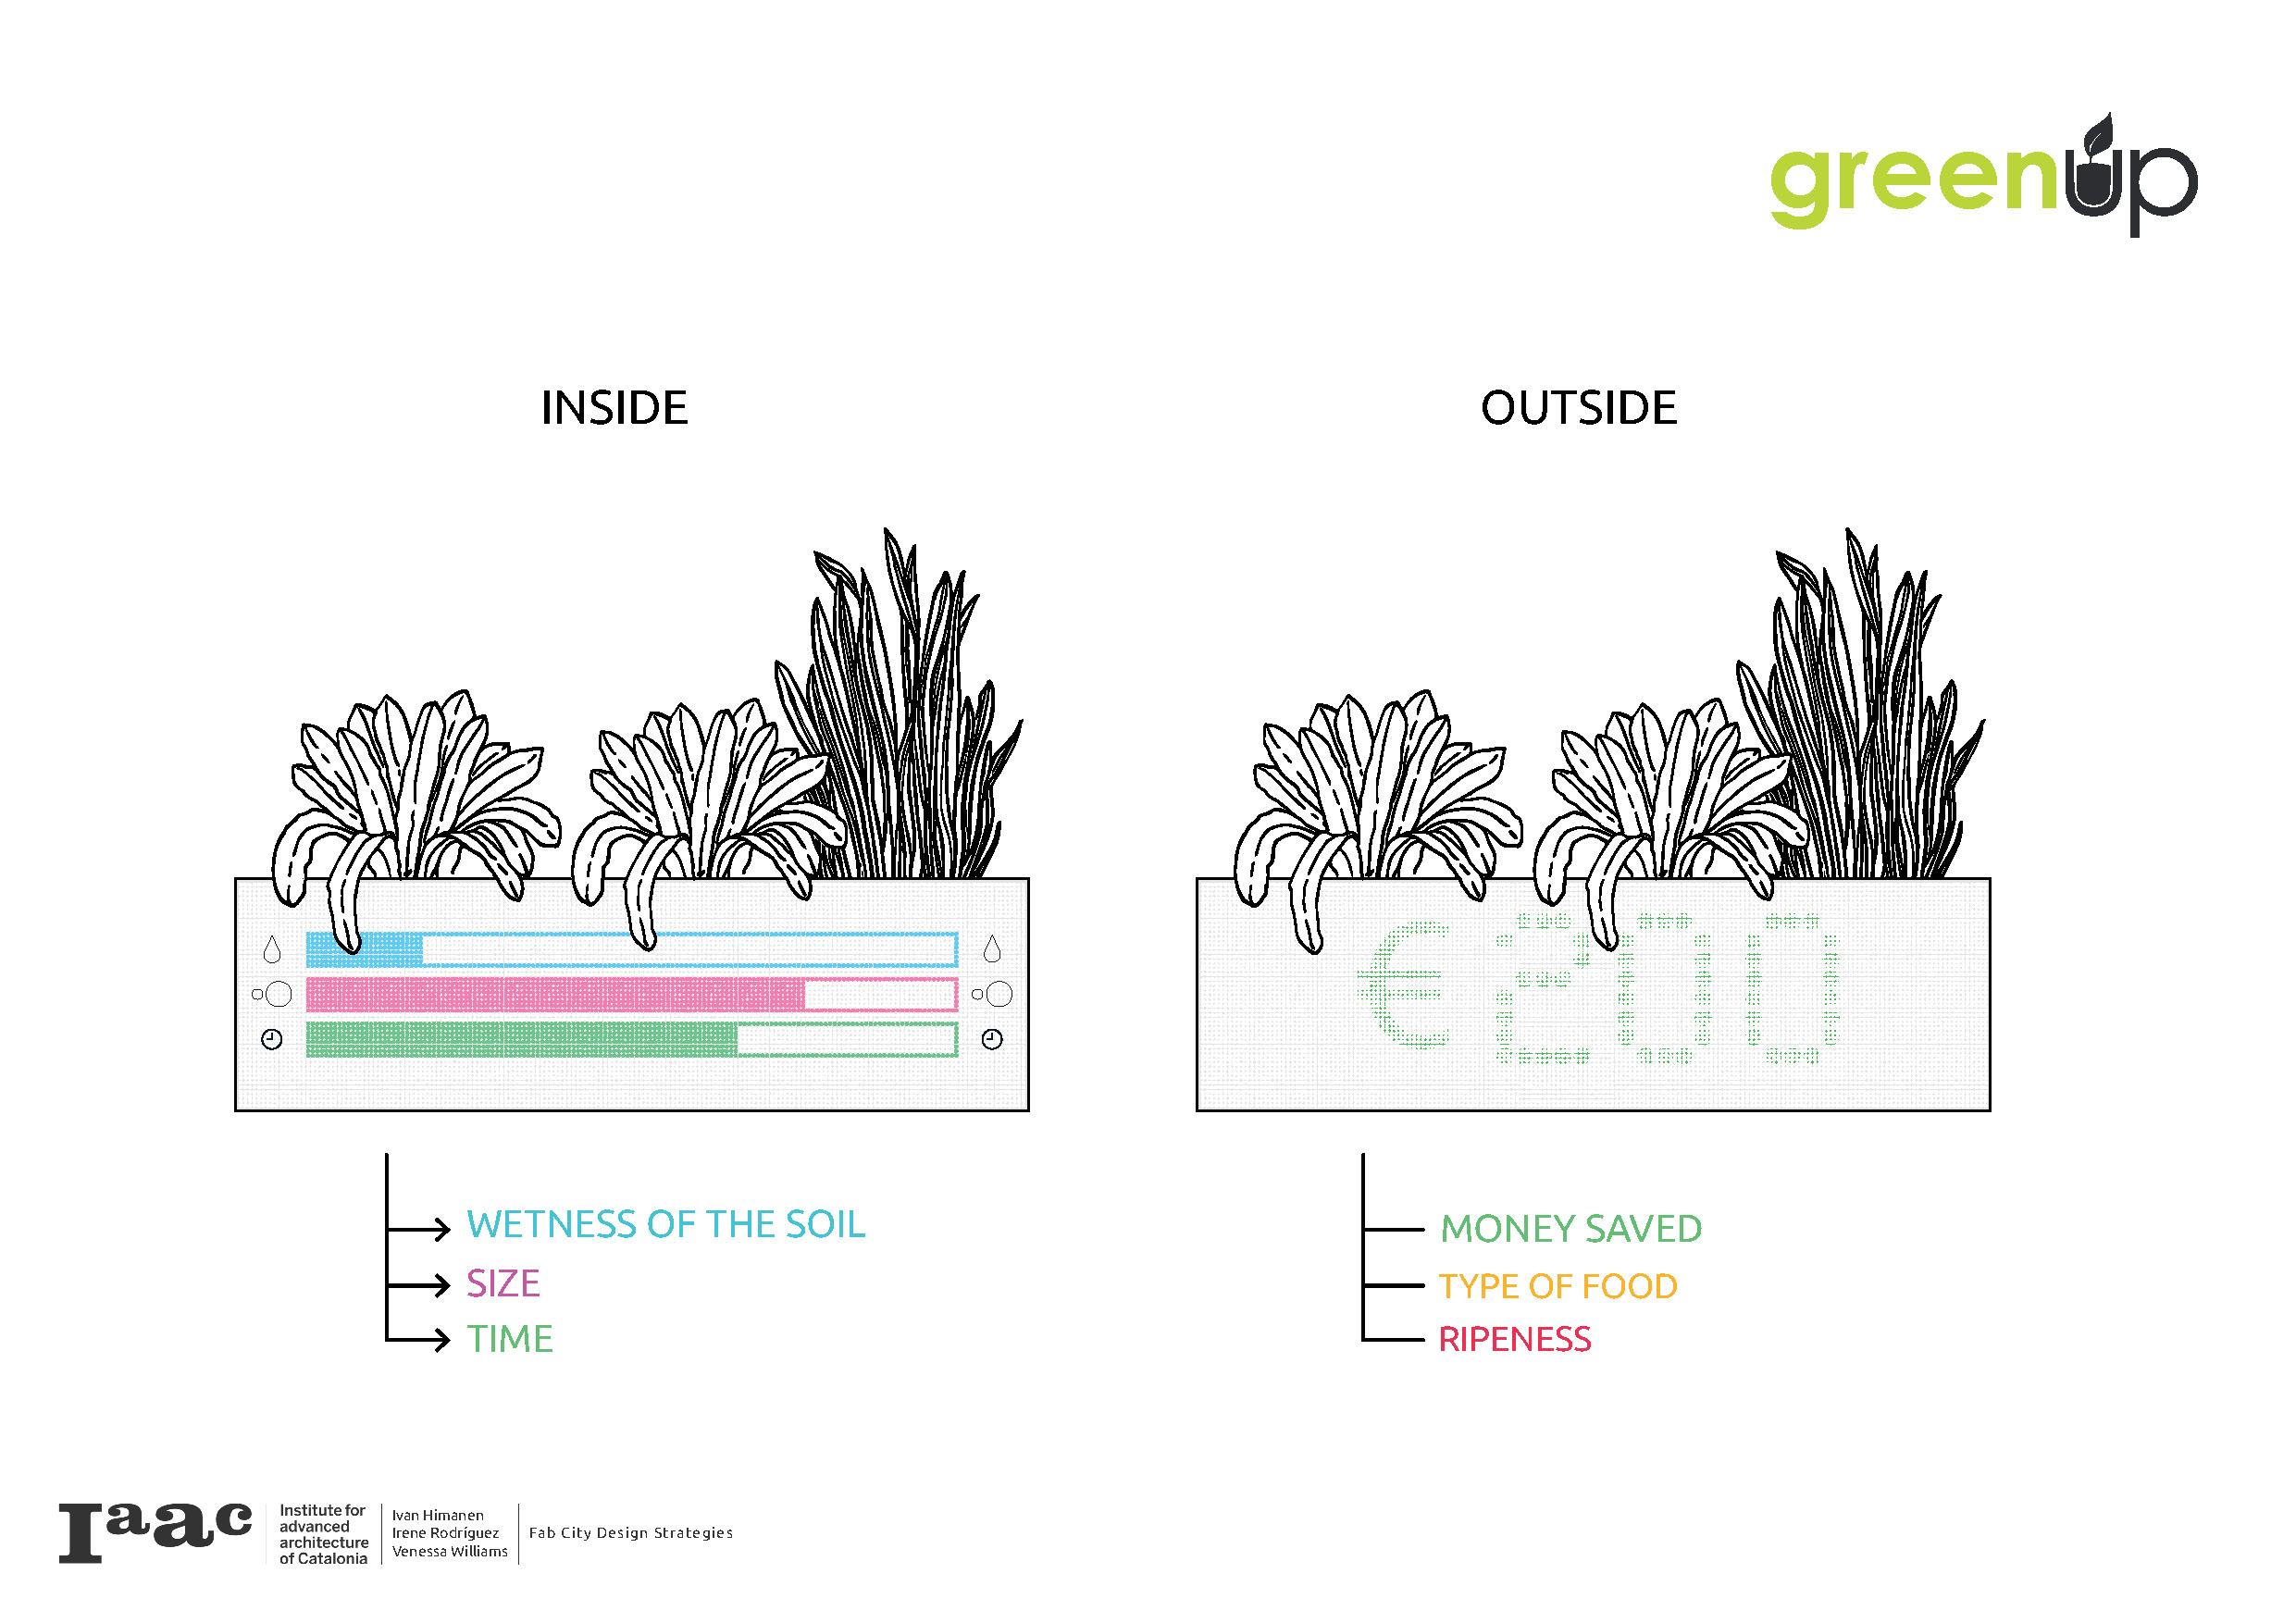 greenup
INSIDE
OUTSIDE
€200
WETNESS OF THE SOIL
SIZE
TIME
MONEY SAVED
TYPE OF FOOD
RIPENESS
Iaac
Institute for
advanced
architecture
of Catalonia
Ivan Himanen
Irene Rodríguez
Venessa Williams
Fab City Design Strategies